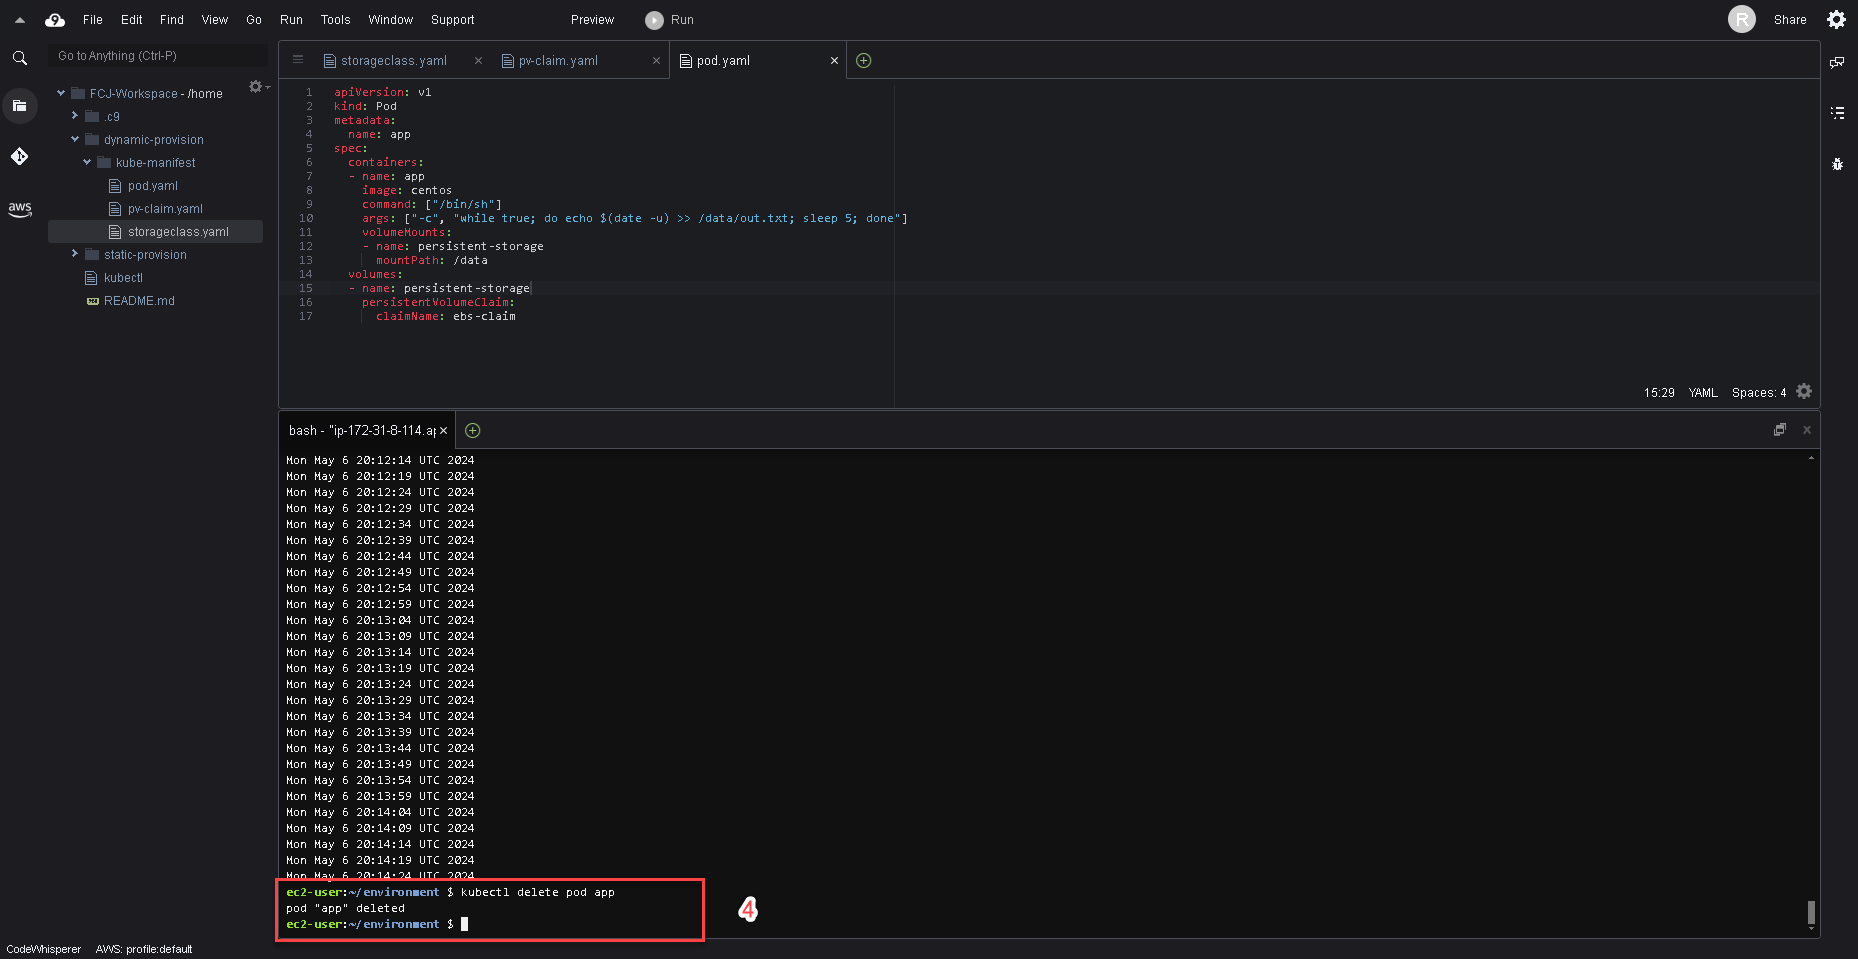 File Edit Find View Go Run Tools Window Support Preview Run R Share
Go to Anything (Ctrl-P)
FCJ-Workspace - /home
.c9
dynamic-provision
kube-manifest
pod.yaml
pv-claim.yaml
storageclass.yaml
static-provision
kubectl
README.md
aws
storageclass.yaml pv-claim.yaml pod.yaml
1 apiVersion: v1
2 kind: Pod
3 metadata:
4 name: app
5 spec:
6 containers:
7 - name: app
8 image: centos
9 command: ["/bin/sh"]
10 args: ["-c", "while true; do echo $(date -u) >> /data/out.txt; sleep 5; done"]
11 volumeMounts:
12 - name: persistent-storage
13 mountPath: /data
14 volumes:
15 - name: persistent-storage
16 persistentVolumeClaim:
17 claimName: ebs-claim
15:29 YAML Spaces: 4
bash - "ip-172-31-8-114.ap
Mon May 6 20:12:14 UTC 2024
Mon May 6 20:12:19 UTC 2024
Mon May 6 20:12:24 UTC 2024
Mon May 6 20:12:29 UTC 2024
Mon May 6 20:12:34 UTC 2024
Mon May 6 20:12:39 UTC 2024
Mon May 6 20:12:44 UTC 2024
Mon May 6 20:12:49 UTC 2024
Mon May 6 20:12:54 UTC 2024
Mon May 6 20:12:59 UTC 2024
Mon May 6 20:13:04 UTC 2024
Mon May 6 20:13:09 UTC 2024
Mon May 6 20:13:14 UTC 2024
Mon May 6 20:13:19 UTC 2024
Mon May 6 20:13:24 UTC 2024
Mon May 6 20:13:29 UTC 2024
Mon May 6 20:13:34 UTC 2024
Mon May 6 20:13:39 UTC 2024
Mon May 6 20:13:44 UTC 2024
Mon May 6 20:13:49 UTC 2024
Mon May 6 20:13:54 UTC 2024
Mon May 6 20:13:59 UTC 2024
Mon May 6 20:14:04 UTC 2024
Mon May 6 20:14:09 UTC 2024
Mon May 6 20:14:14 UTC 2024
Mon May 6 20:14:19 UTC 2024
Mon May 6 20:14:24 UTC 2024
ec2-user:~/environment $ kubectl delete pod app
pod "app" deleted
ec2-user:~/environment $
4
CodeWhisperer AWS: profile:default